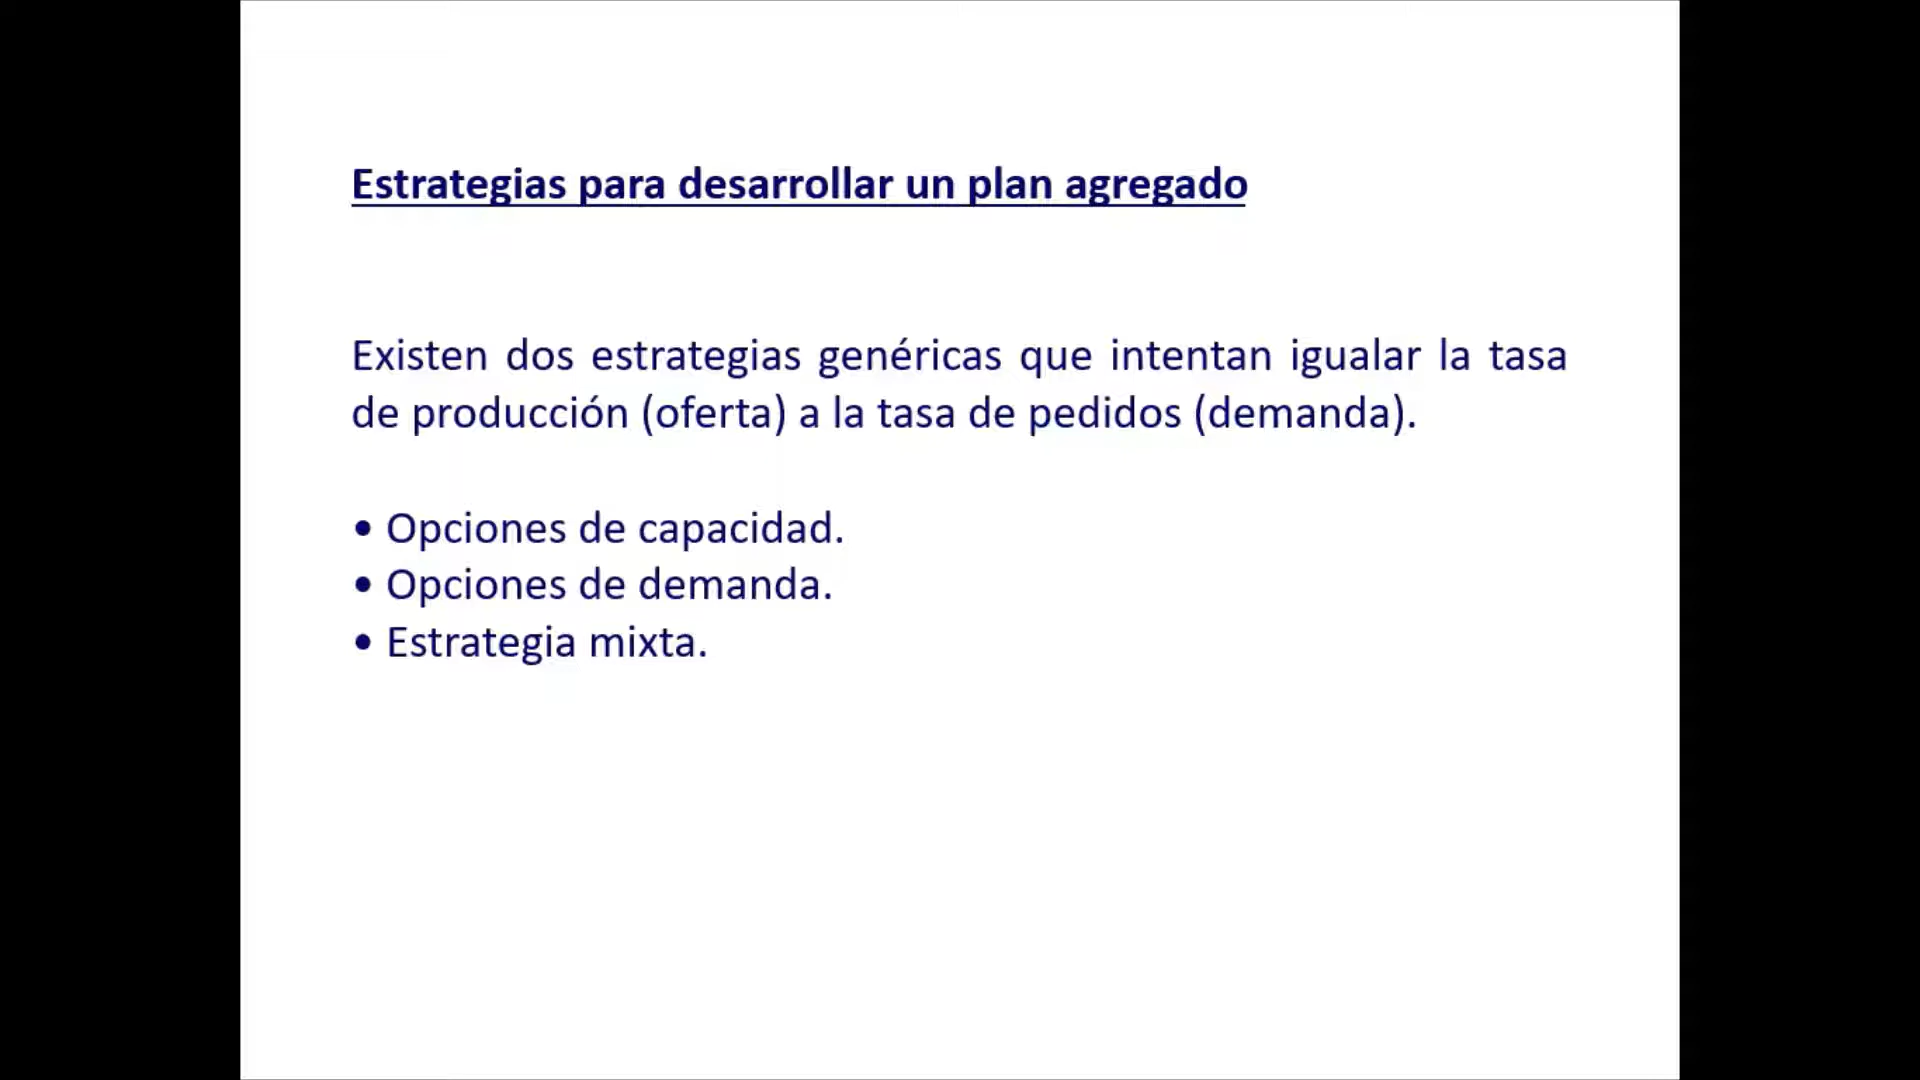 Estrategias para desarrollar un plan agregado
Existen dos estrategias genéricas que intentan igualar la tasa
de producción (oferta) a la tasa de pedidos (demanda).
• Opciones de capacidad.
• Opciones de demanda.
• Estrategia mixta.